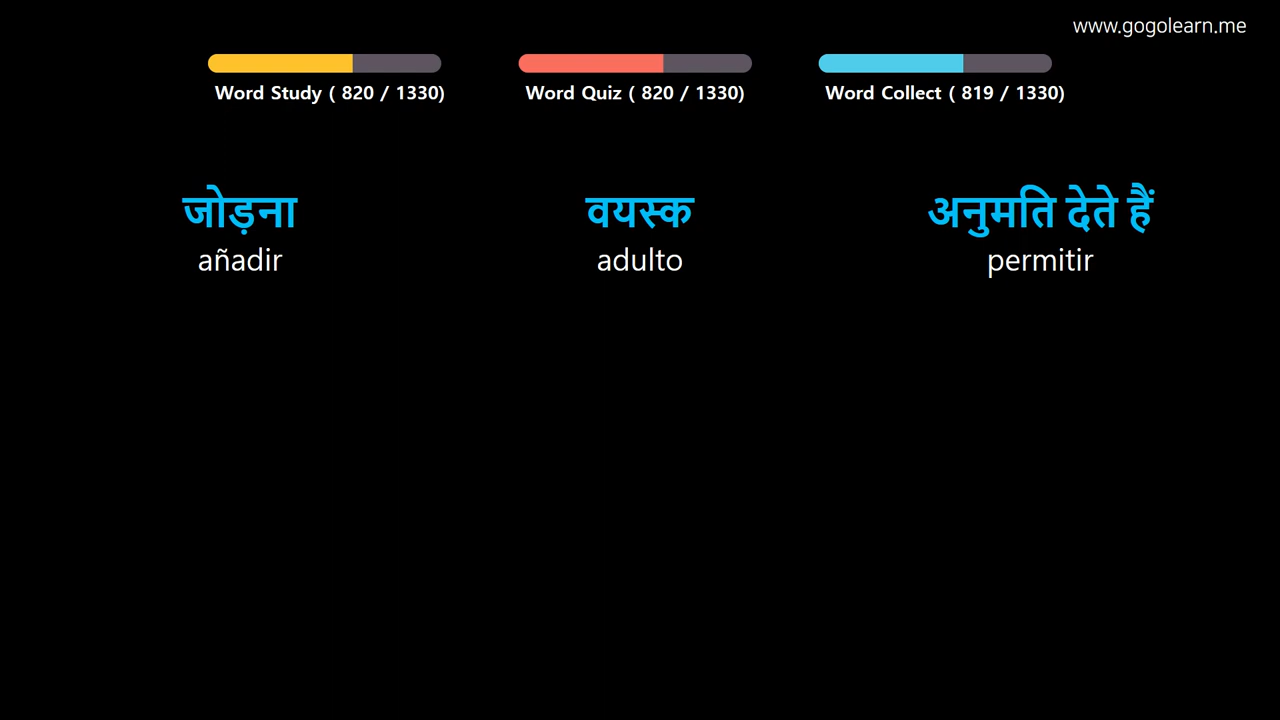 www.gogolearn.me
Word Study ( 820 / 1330)
Word Quiz ( 820 / 1330)
Word Collect ( 819 / 1330)
जोड़ना
añadir
वयस्क
adulto
अनुमति देते हैं
permitir